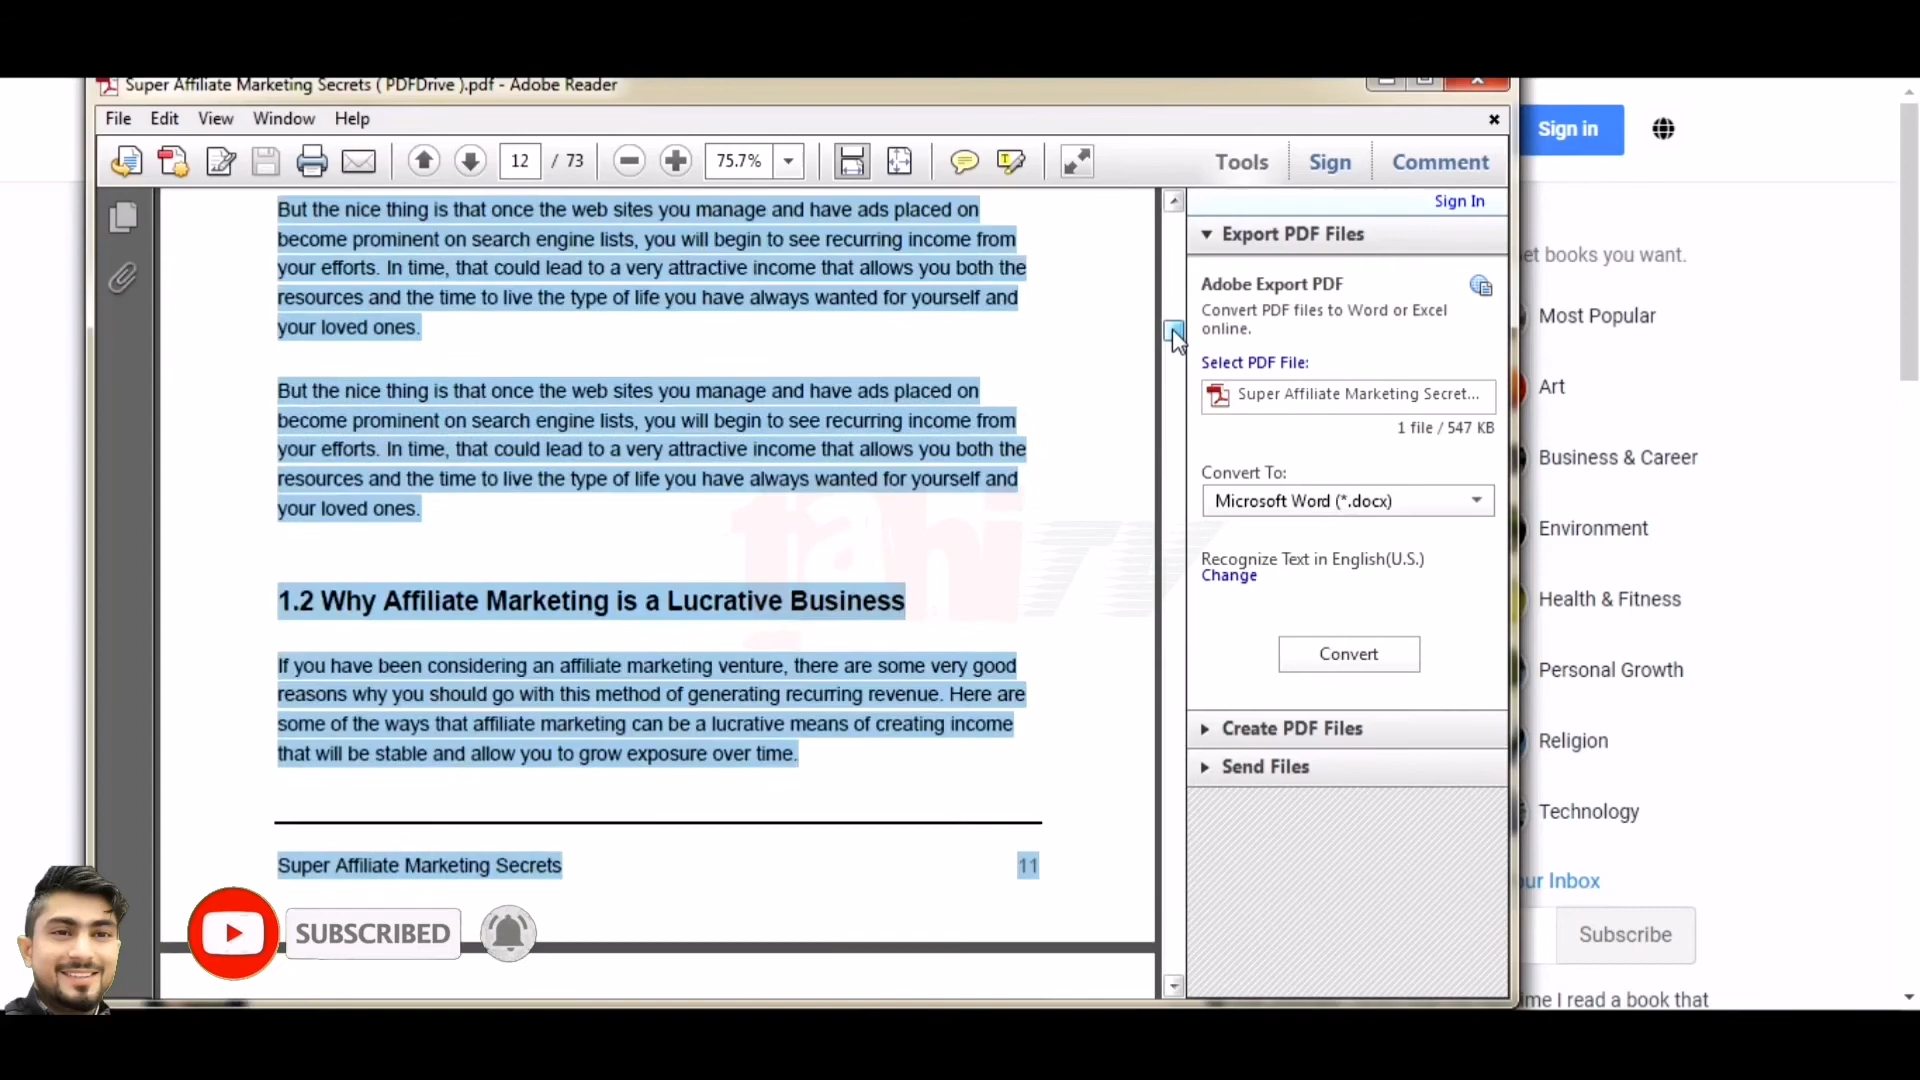 Super Affiliate Marketing Secrets ( PDFDrive ).pdf - Adobe Reader
File Edit View Window Help
12 / 73 75.7% Tools Sign Comment
But the nice thing is that once the web sites you manage and have ads placed on
become prominent on search engine lists, you will begin to see recurring income from
your efforts. In time, that could lead to a very attractive income that allows you both the
resources and the time to live the type of life you have always wanted for yourself and
your loved ones.
But the nice thing is that once the web sites you manage and have ads placed on
become prominent on search engine lists, you will begin to see recurring income from
your efforts. In time, that could lead to a very attractive income that allows you both the
resources and the time to live the type of life you have always wanted for yourself and
your loved ones.
1.2 Why Affiliate Marketing is a Lucrative Business
If you have been considering an affiliate marketing venture, there are some very good
reasons why you should go with this method of generating recurring revenue. Here are
some of the ways that affiliate marketing can be a lucrative means of creating income
that will be stable and allow you to grow exposure over time.
Super Affiliate Marketing Secrets 11
SUBSCRIBED
Sign In
Export PDF Files
Adobe Export PDF
Convert PDF files to Word or Excel
online.
Select PDF File:
Super Affiliate Marketing Secret...
1 file / 547 KB
Convert To:
Microsoft Word (*.docx)
Recognize Text in English(U.S.)
Change
Convert
Create PDF Files
Send Files
Sign in
books you want.
Most Popular
Art
Business & Career
Environment
Health & Fitness
Personal Growth
Religion
Technology
Inbox
Subscribe
I read a book that